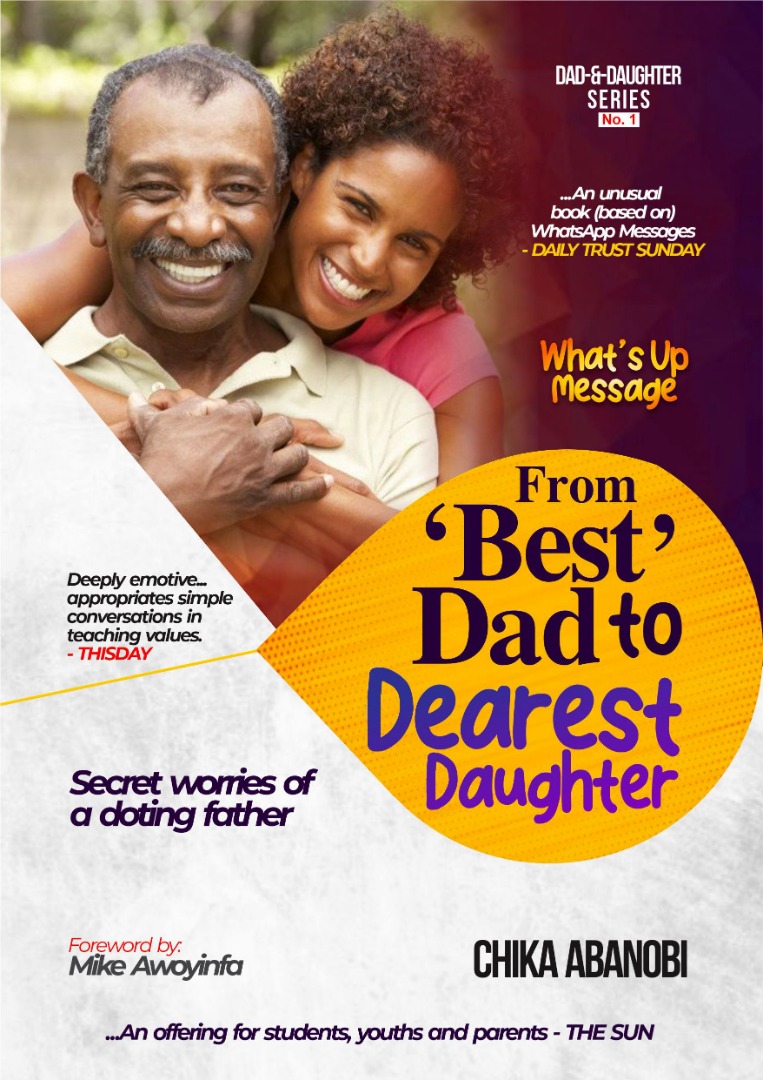 DAD-&-DAUGHTER
SERIES
No. 1
...An unusual
book (based on)
WhatsApp Messages
- DAILY TRUST SUNDAY
What's Up
Message
From
‘Best’
Dad to
Dearest
Daughter
Deeply emotive...
appropriates simple
conversations in
teaching values.
- THISDAY
Secret worries of
a doting father
Foreword by:
Mike Awoyinfa
CHIKA ABANOBI
...An offering for students, youths and parents - THE SUN